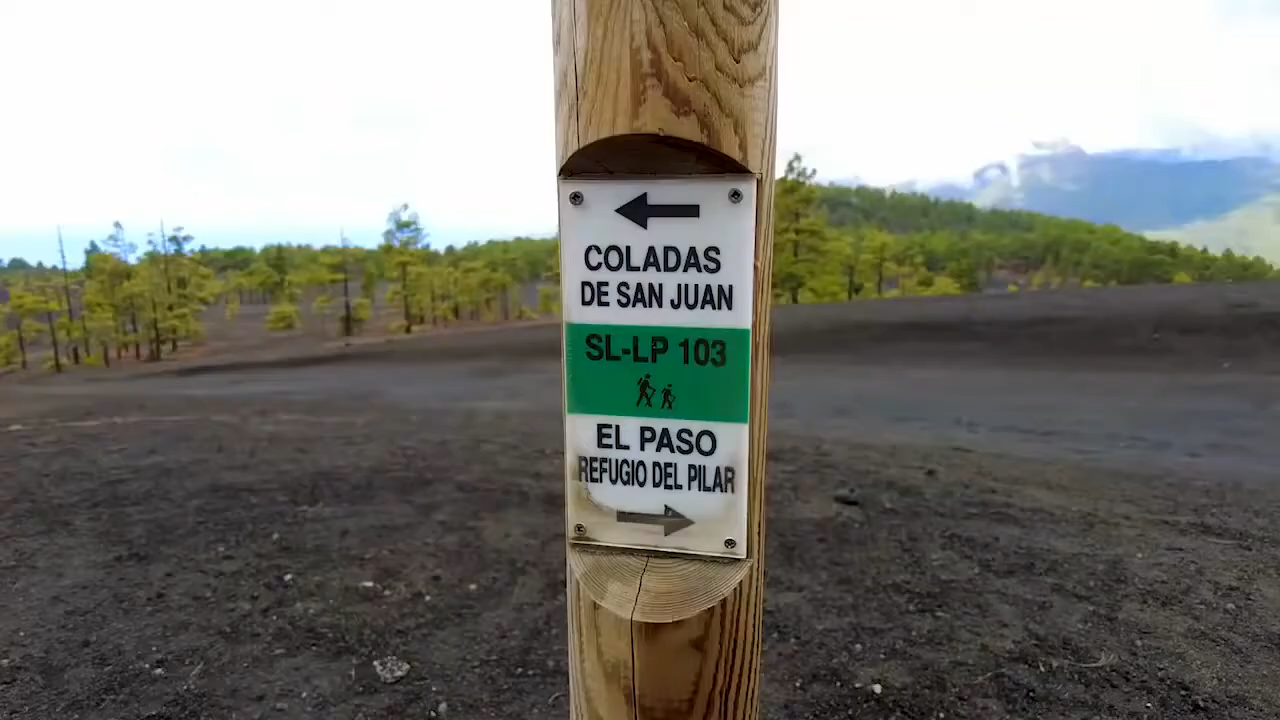 COLADAS
DE SAN JUAN
SL-LP 103
EL PASO
REFUGIO DEL PILAR